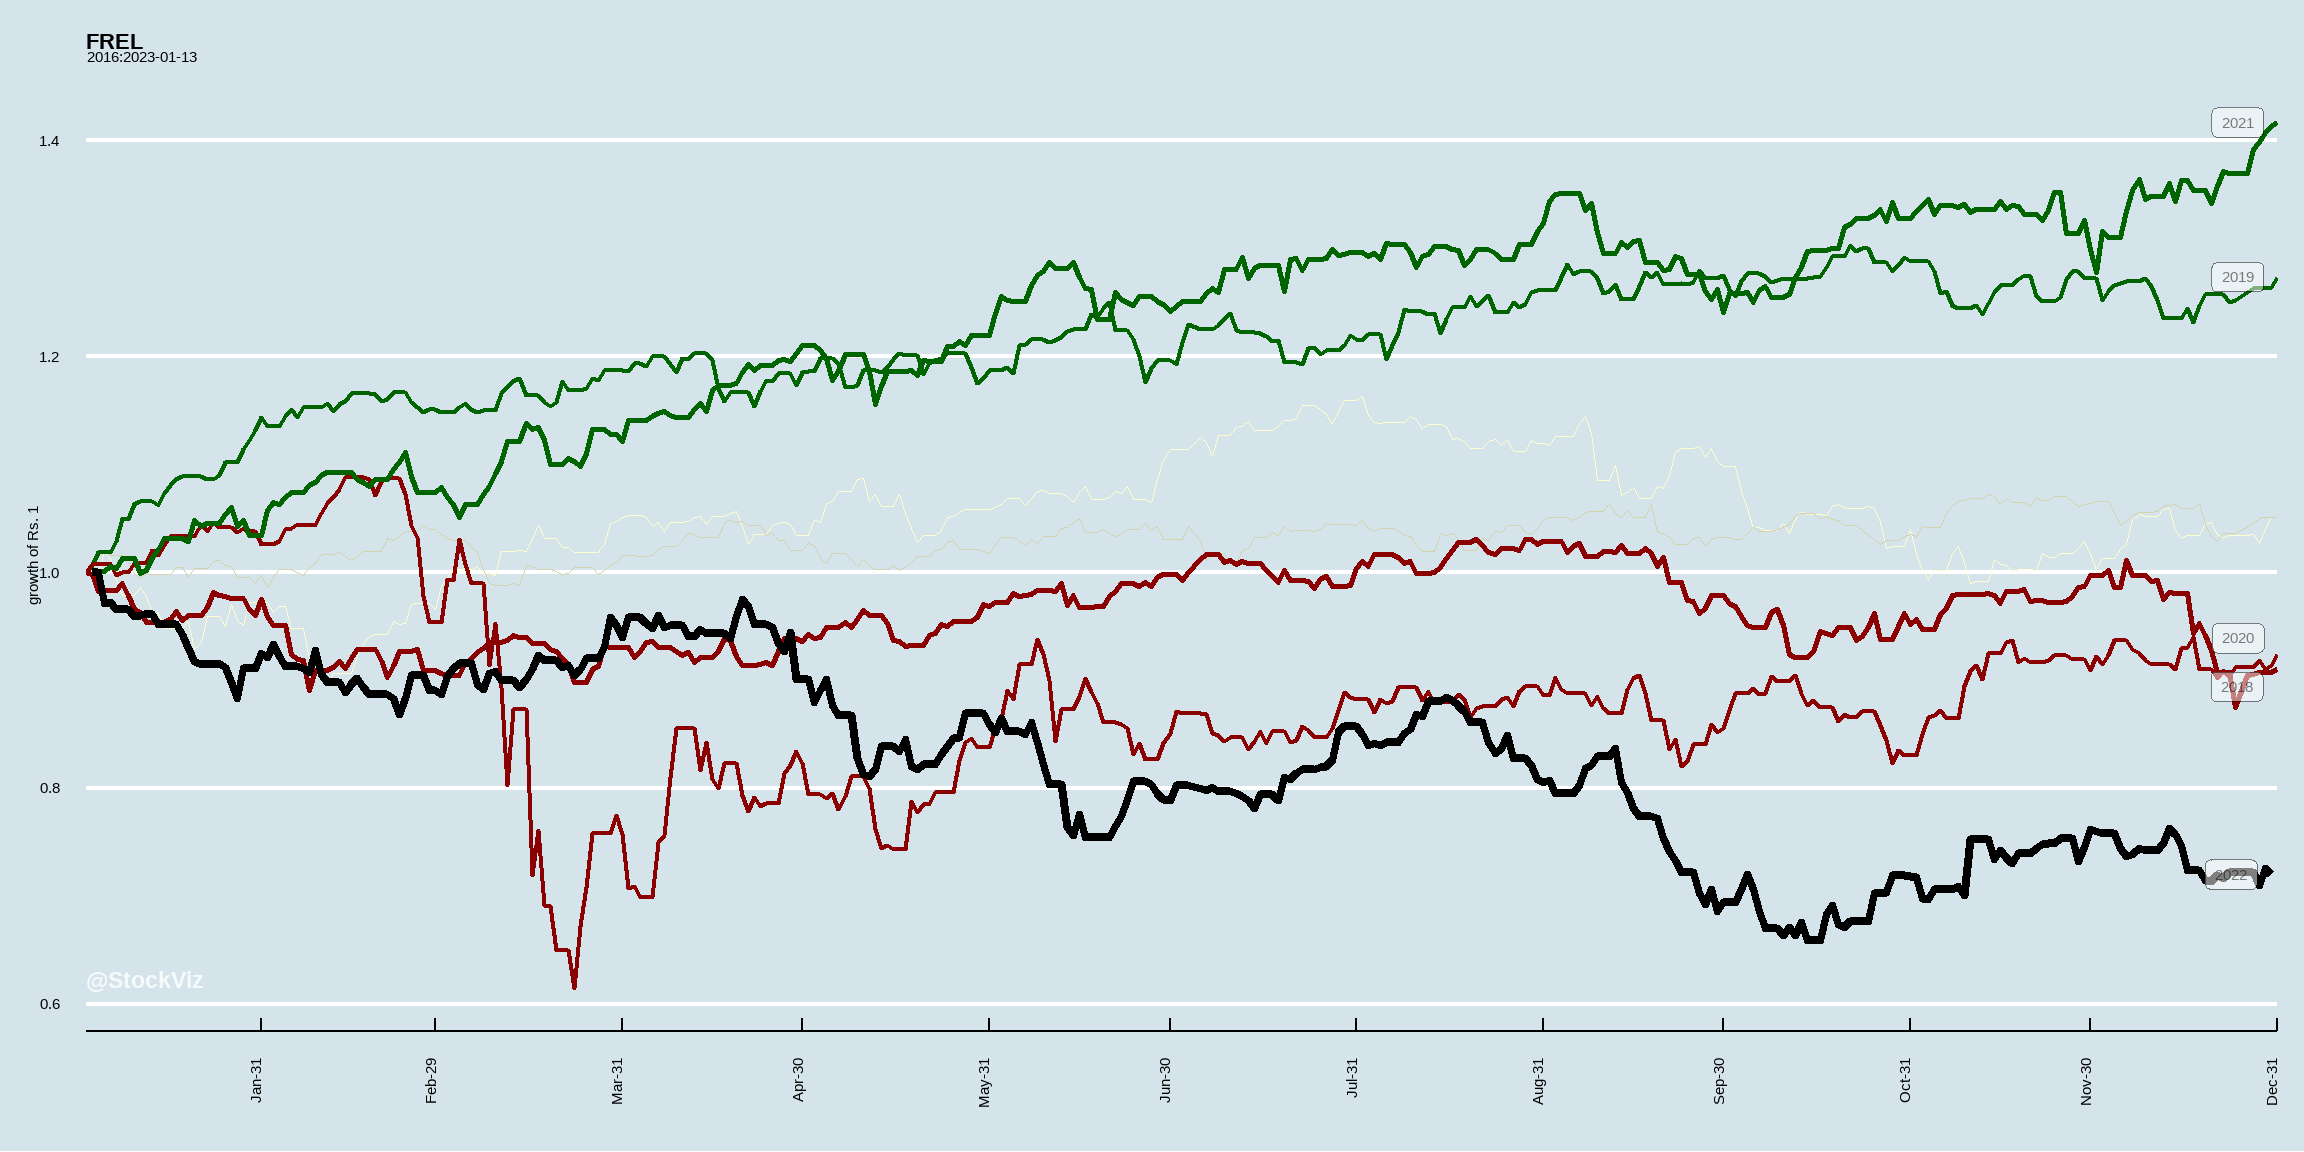 FREL
2016:2023-01-13
growth of Rs. 1
1.4
1.2
1.0
0.8
0.6
2021
2019
2020
2018
2022
@StockViz
Jan-31
Feb-29
Mar-31
Apr-30
May-31
Jun-30
Jul-31
Aug-31
Sep-30
Oct-31
Nov-30
Dec-31